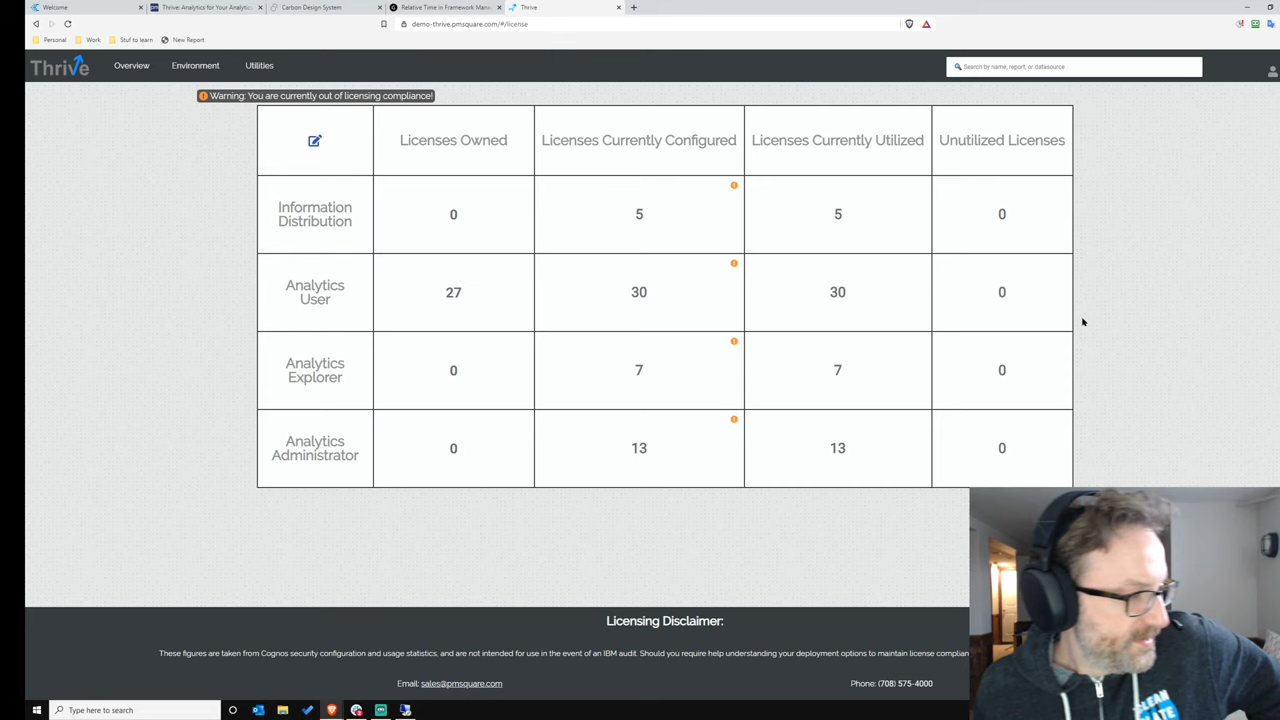 Welcome
Thrive: Analytics for Your Analytics
Carbon Design System
Relative Time in Framework Mana
Thrive
demo-thrive.pmsquare.com/#/license
Personal
Work
Stuf to learn
New Report
Thrive
Overview
Environment
Utilities
Search by name, report, or datasource
Warning: You are currently out of licensing compliance!
Licenses Owned
Licenses Currently Configured
Licenses Currently Utilized
Unutilized Licenses
Information
Distribution
0
5
5
0
Analytics
User
27
30
30
0
Analytics
Explorer
0
7
7
0
Analytics
Administrator
0
13
13
0
Licensing Disclaimer:
These figures are taken from Cognos security configuration and usage statistics, and are not intended for use in the event of an IBM audit. Should you require help understanding your deployment options to maintain license complian
Email: sales@pmsquare.com
Phone: (708) 575-4000
Type here to search
CLEAN